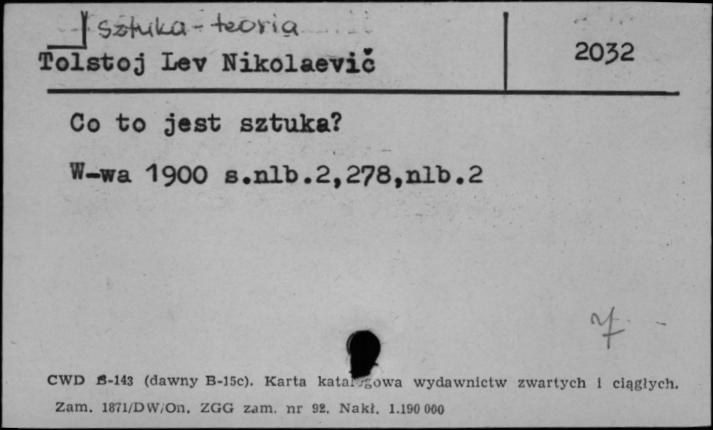 sztuka - teoria
Tolstoj Lev Nikolaevič
2032
Co to jest sztuka?
W-wa 1900 s.nlb.2,278,nlb.2
7
CWD B-143 (dawny B-15c). Karta katalogowa wydawnictw zwartych i ciągłych.
Zam. 1871/DW/On. ZGG zam. nr 92. Nakł. 1.190 000